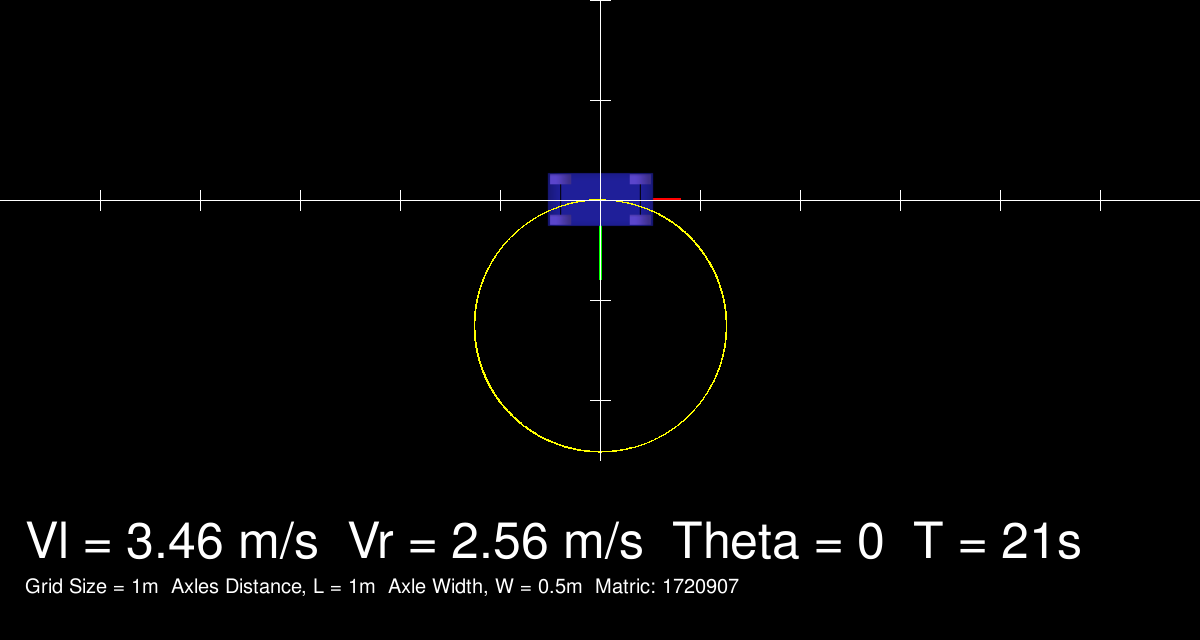 Vl = 3.46 m/s  Vr = 2.56 m/s  Theta = 0  T = 21s
Grid Size = 1m  Axles Distance, L = 1m  Axle Width, W = 0.5m  Matric: 1720907